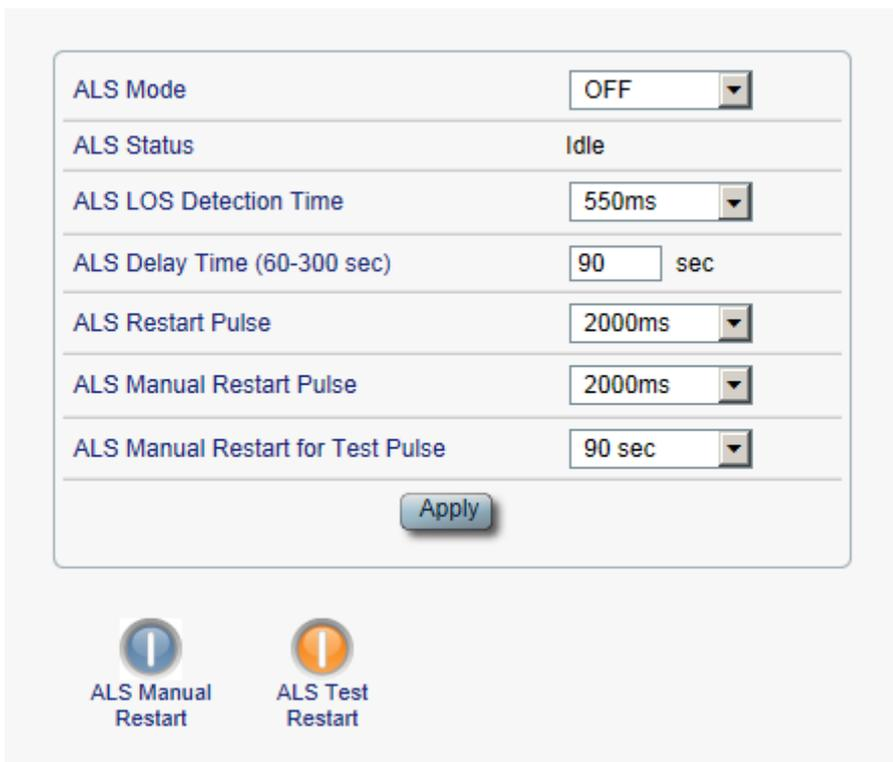 ALS Mode OFF
ALS Status Idle
ALS LOS Detection Time 550ms
ALS Delay Time (60-300 sec) 90 sec
ALS Restart Pulse 2000ms
ALS Manual Restart Pulse 2000ms
ALS Manual Restart for Test Pulse 90 sec
Apply
ALS Manual Restart
ALS Test Restart